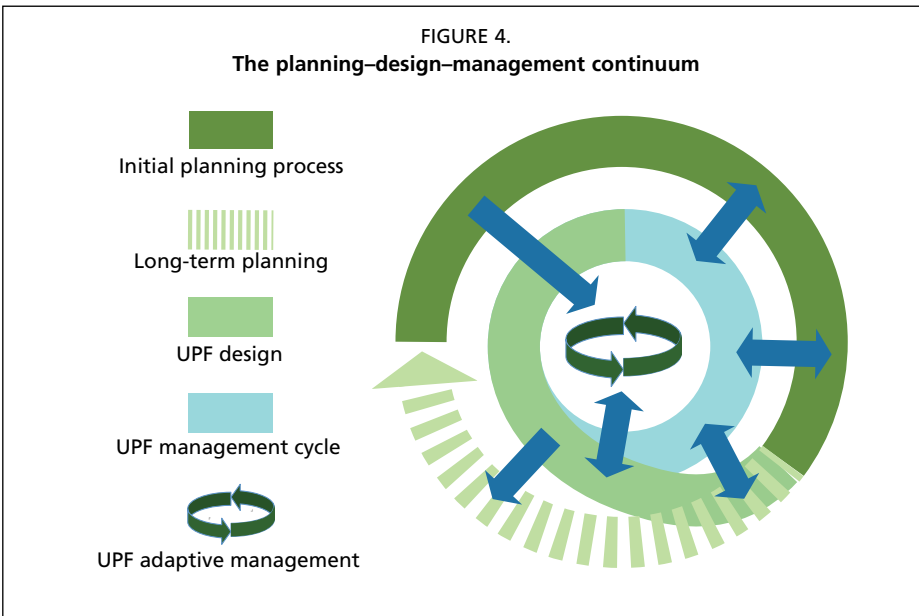 FIGURE 4.
The planning–design–management continuum
Initial planning process
Long-term planning
UPF design
UPF management cycle
UPF adaptive management